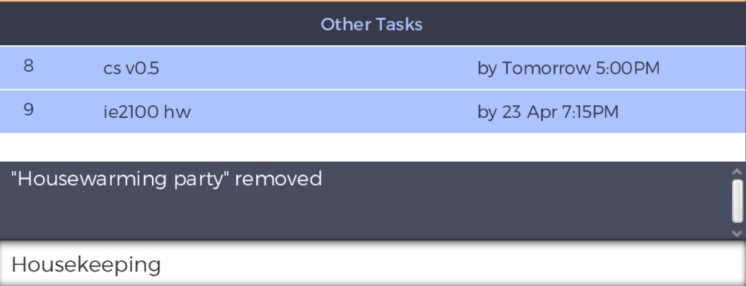 Other Tasks
8 cs v0.5 by Tomorrow 5:00PM
9 ie2100 hw by 23 Apr 7:15PM
"Housewarming party" removed
Housekeeping